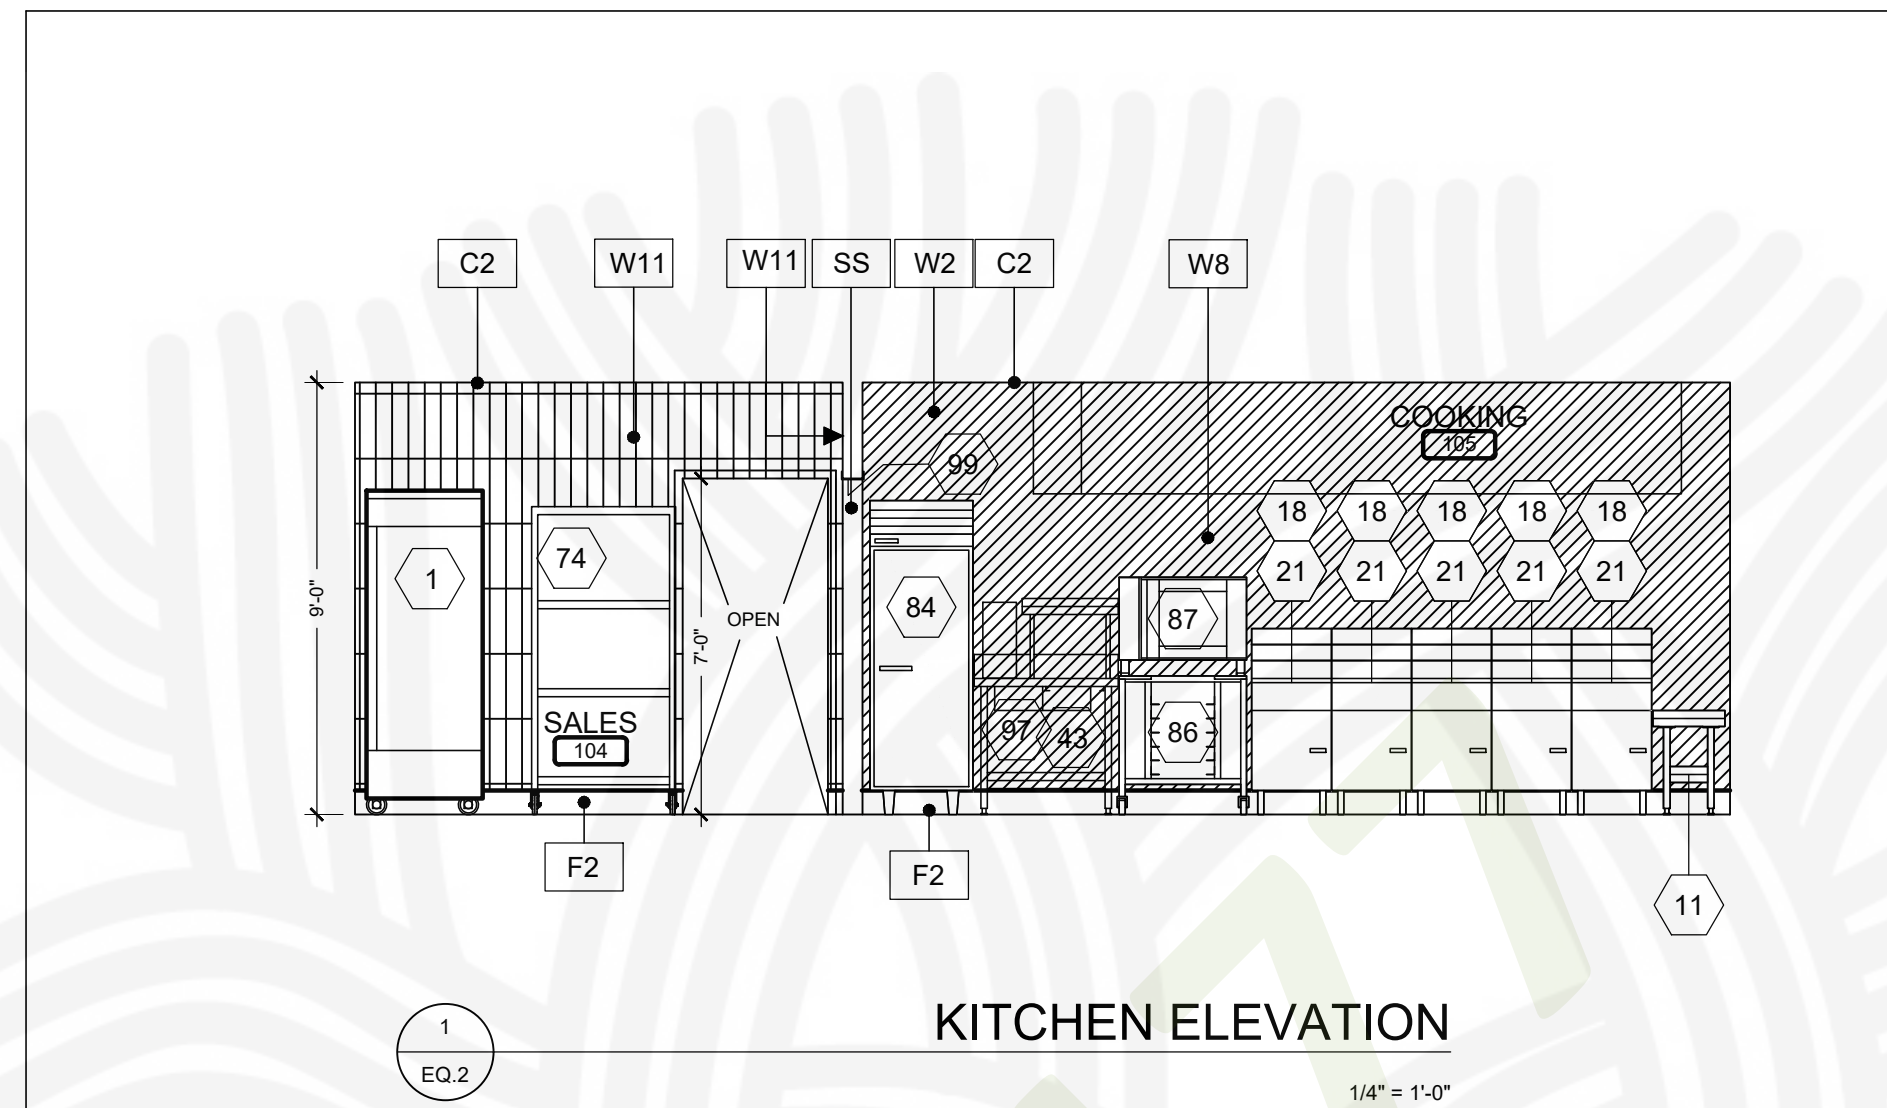 C2
W11
W11
SS
W2
C2
W8
COOKING
105
99
18
18
18
18
18
21
21
21
21
21
1
74
84
87
OPEN
9'-0"
7'-0"
SALES
104
97
43
86
F2
F2
11
1
EQ.2
KITCHEN ELEVATION
1/4" = 1'-0"